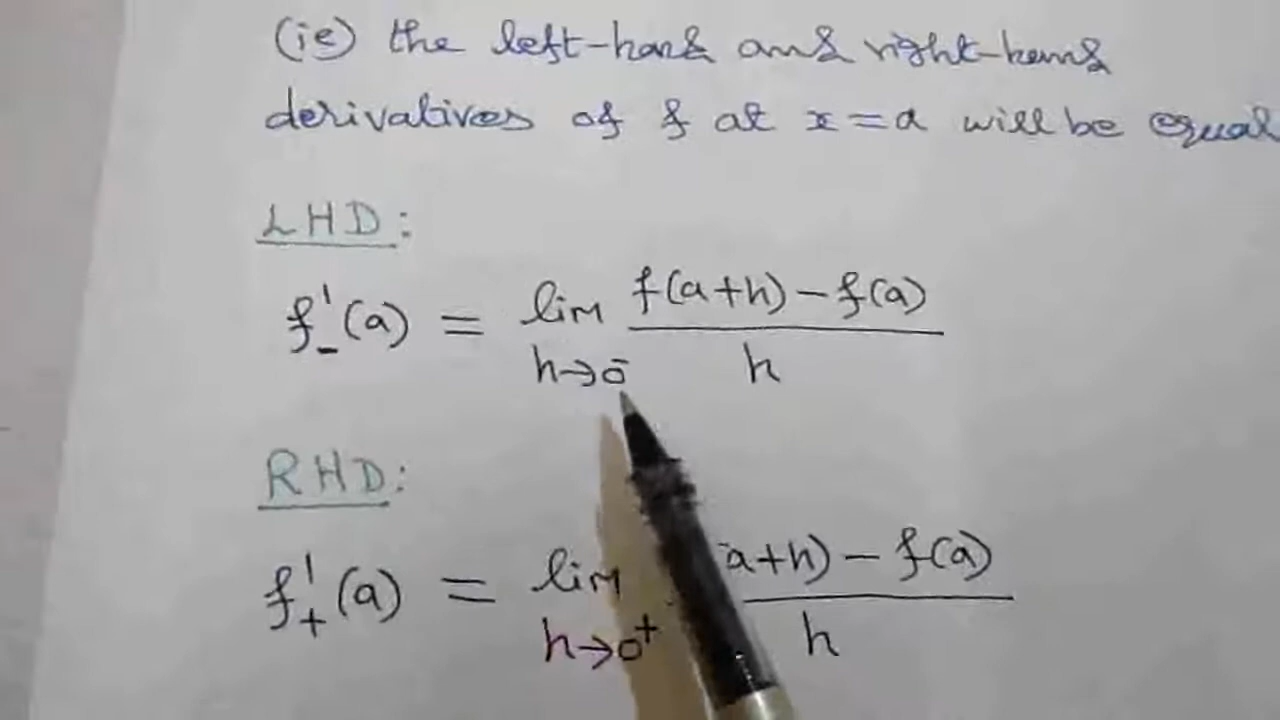 (ie) the left-hand and right-hand
derivatives of f at x = a will be equal
LHD:
f'₋(a) = lim h→0⁻ f(a+h) − f(a) / h
RHD:
f'₊(a) = lim h→0⁺ a+h) − f(a) / h